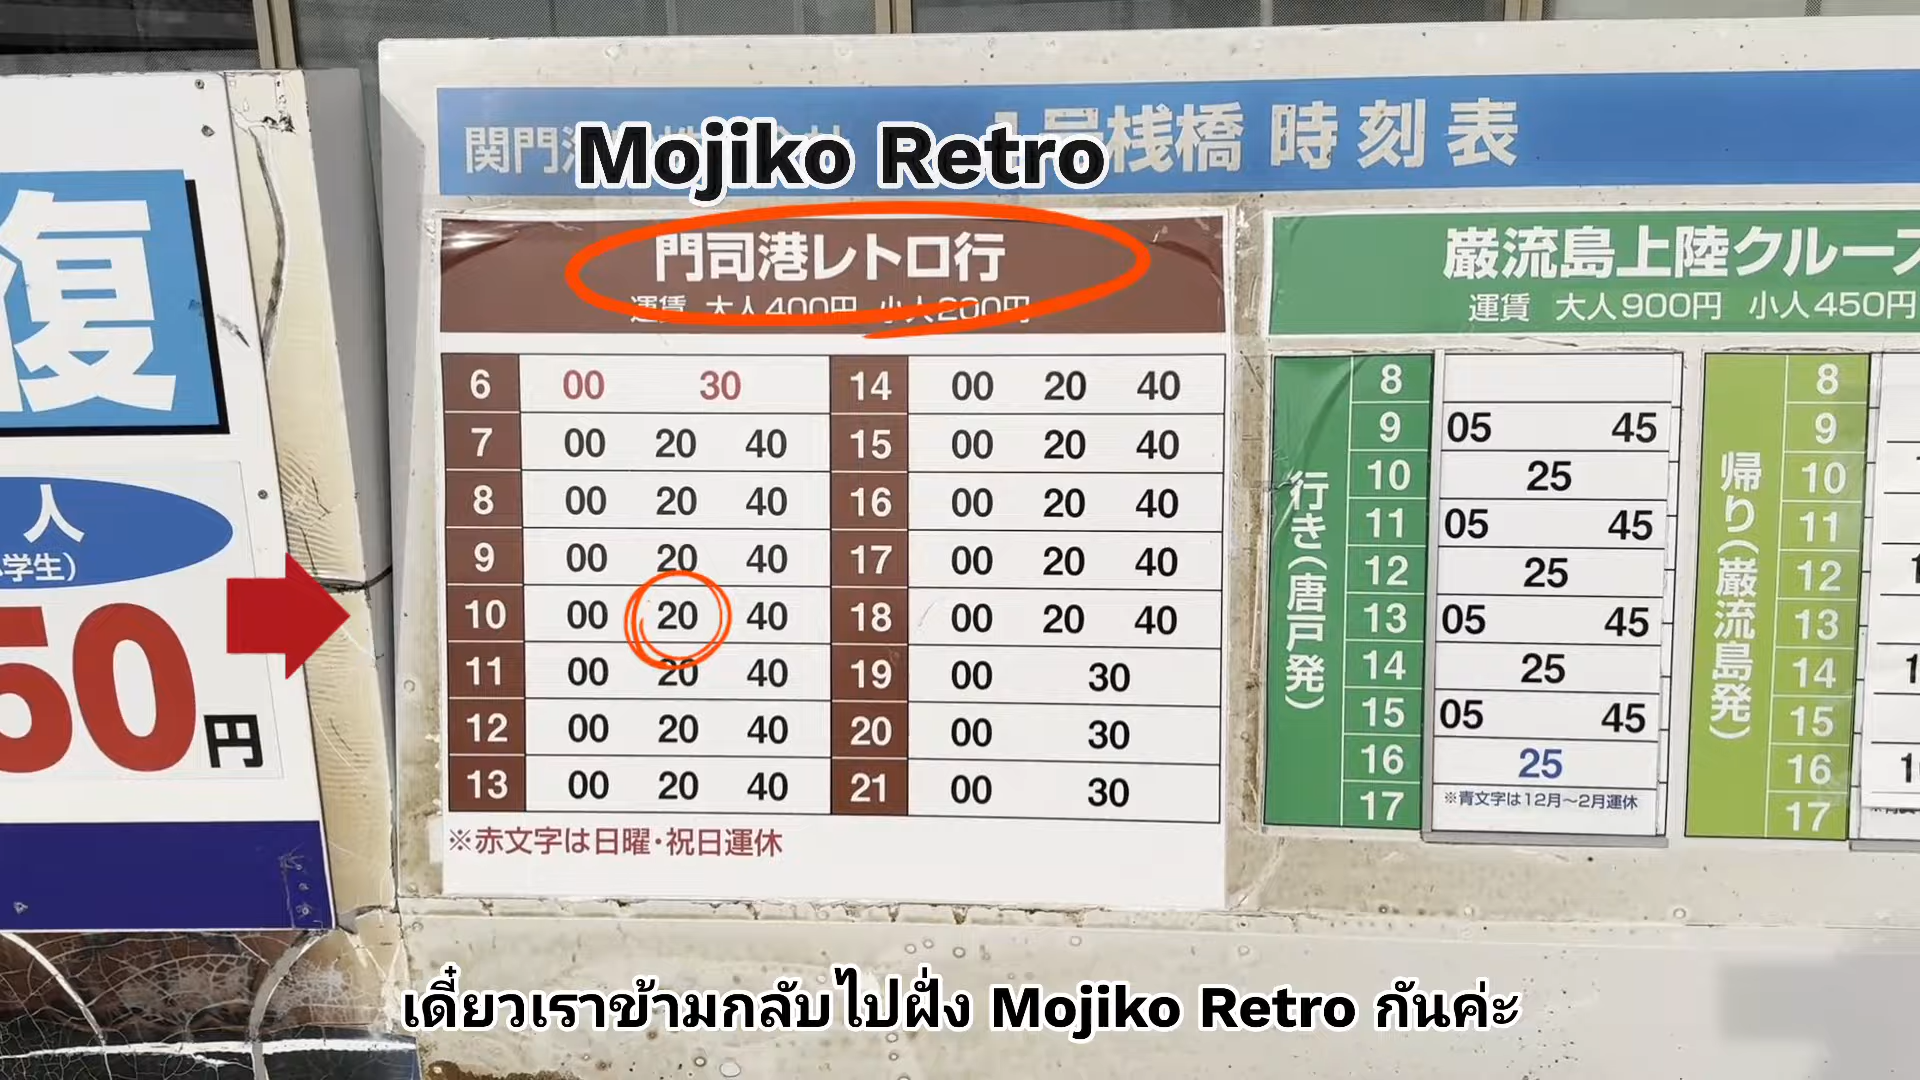 復
人
学生)
50円
Mojiko Retro
関門
桟橋 時刻表
門司港レトロ行
運賃 大人400円 小人200円
6 00 30
7 00 20 40
8 00 20 40
9 00 20 40
10 00 20 40
11 00 20 40
12 00 20 40
13 00 20 40
14 00 20 40
15 00 20 40
16 00 20 40
17 00 20 40
18 00 20 40
19 00 30
20 00 30
21 00 30
※赤文字は日曜・祝日運休
巌流島上陸クルーズ
運賃 大人900円 小人450円
行き(唐戸発)
8
9 05 45
10 25
11 05 45
12 25
13 05 45
14 25
15 05 45
16 25
17
※青文字は12月～2月運休
帰り(巌流島発)
8
9
10
11
12
13
14
15
16
17
เดี๋ยวเราข้ามกลับไปฝั่ง Mojiko Retro กันค่ะ